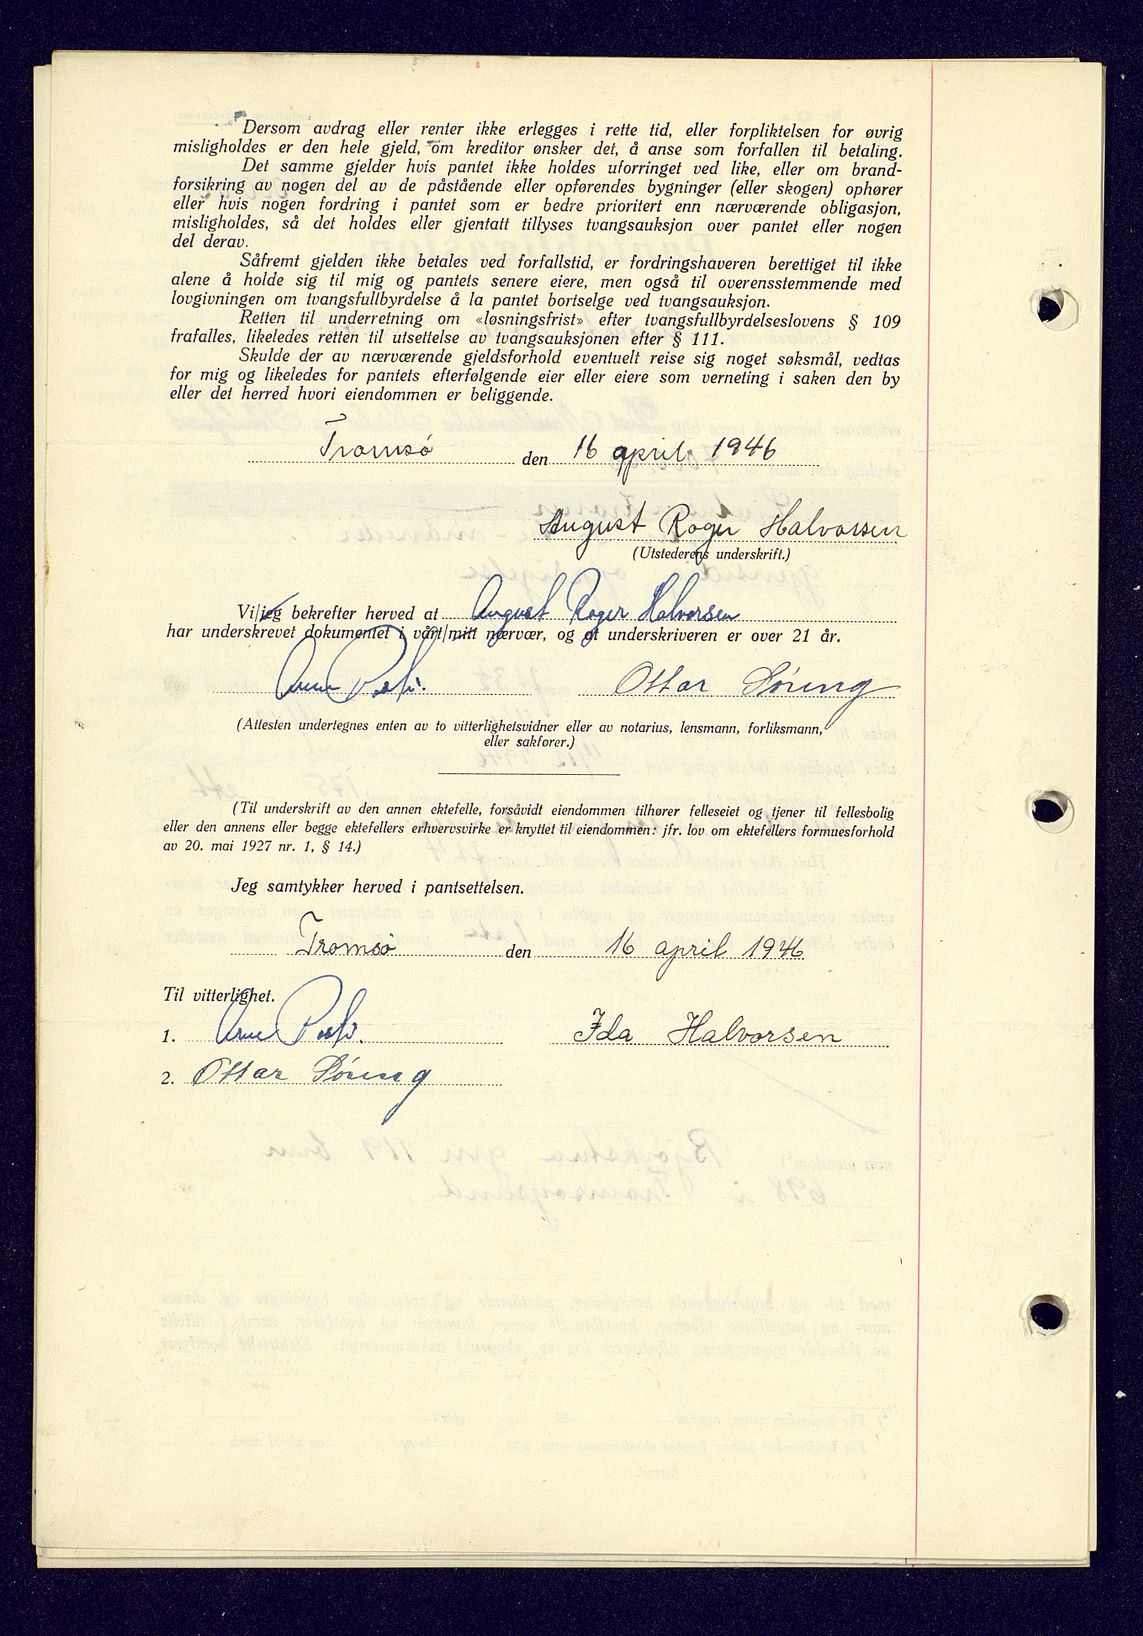 Dersom avdrag eller renter ikke erlegges i rette tid, eller forpliktelsen for øvrig
misligholdes er den hele gjeld, om kreditor ønsker det, å anse som forfallen til betaling.
Det samme gjelder hvis pantet ikke holdes uforringet ved like, eller om brand-
forsikring av nogen del av de påstående eller opførendes bygninger (eller skogen) ophører
eller hvis nogen fordring i pantet som er bedre prioritert enn nærværende obligasjon,
misligholdes, så det holdes eller gjentatt tillyses tvangsauksjon over pantet eller nogen
del derav.
Såfremt gjelden ikke betales ved forfallstid, er fordringshaveren berettiget til ikke
alene å holde sig til mig og pantets senere eiere, men også til overensstemmende med
lovgivningen om tvangsfullbyrdelse å la pantet bortselge ved tvangsauksjon.
Retten til underretning om «løsningsfrist» efter tvangsfullbyrdelseslovens § 109
frafalles, likeledes retten til utsettelse av tvangsauksjonen efter § 111.
Skulde der av nærværende gjeldsforhold eventuelt reise sig noget søksmål, vedtas
for mig og likeledes for pantets efterfølgende eier eller eiere som verneting i saken den by
eller det herred hvori eiendommen er beliggende.
Tromsø den 16 april 1946
August Roger Halvorsen
(Utstederens underskrift.)
Vi/jeg bekrefter herved at August Roger Halvorsen
har underskrevet dokumentet i vårt/mitt nærvær, og at underskriveren er over 21 år.
Arne Ottar Søring
(Attesten undertegnes enten av to vitterlighetsvidner eller av notarius, lensmann, forliksmann,
eller sakfører.)
(Til underskrift av den annen ektefelle, forsåvidt eiendommen tilhører felleseiet og tjener til fellesbolig
eller den annens eller begge ektefellers erhvervsvirke er knyttet til eiendommen: jfr. lov om ektefellers formuesforhold
av 20. mai 1927 nr. 1, § 14.)
Jeg samtykker herved i pantsettelsen.
Tromsø den 16 april 1946
Til vitterlighet.
1. Arne Ida Halvorsen
2. Ottar Søring